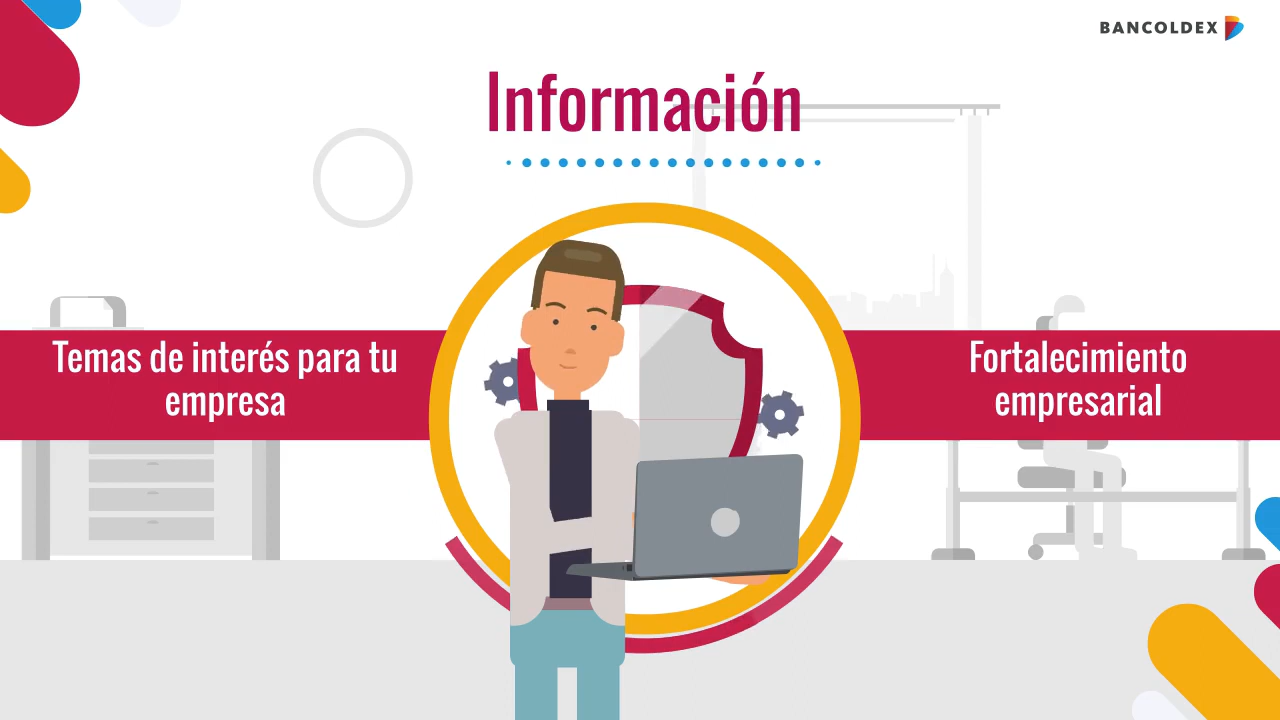 BANCOLDEX
Información
Temas de interés para tu
empresa
Fortalecimiento
empresarial